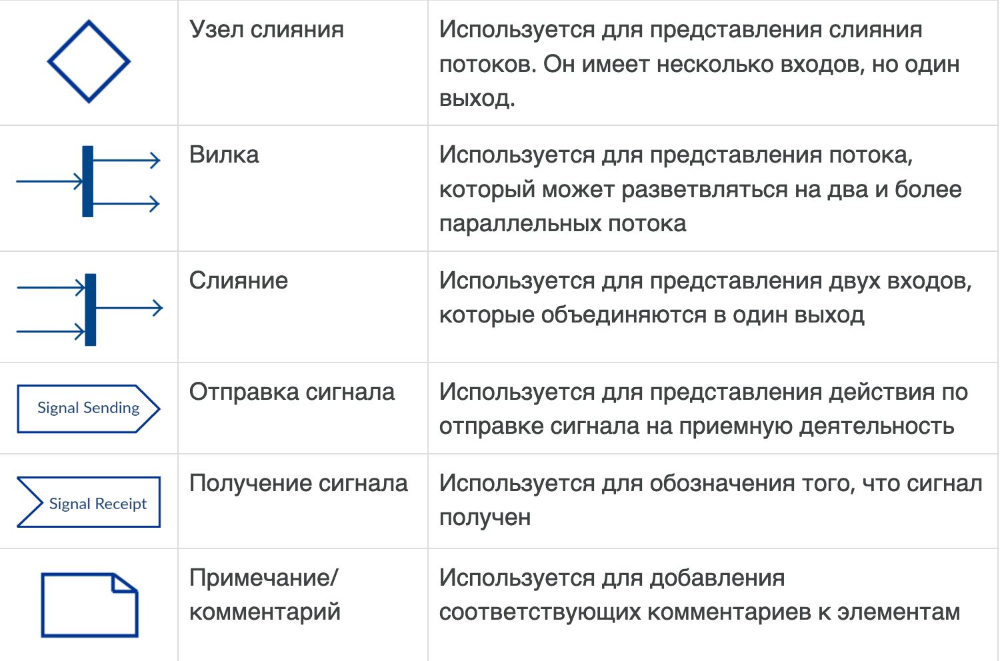 Узел слияния
Используется для представления слияния
потоков. Он имеет несколько входов, но один
выход.
Вилка
Используется для представления потока,
который может разветвляться на два и более
параллельных потока
Слияние
Используется для представления двух входов,
которые объединяются в один выход
Signal Sending
Отправка сигнала
Используется для представления действия по
отправке сигнала на приемную деятельность
Signal Receipt
Получение сигнала
Используется для обозначения того, что сигнал
получен
Примечание/
комментарий
Используется для добавления
соответствующих комментариев к элементам